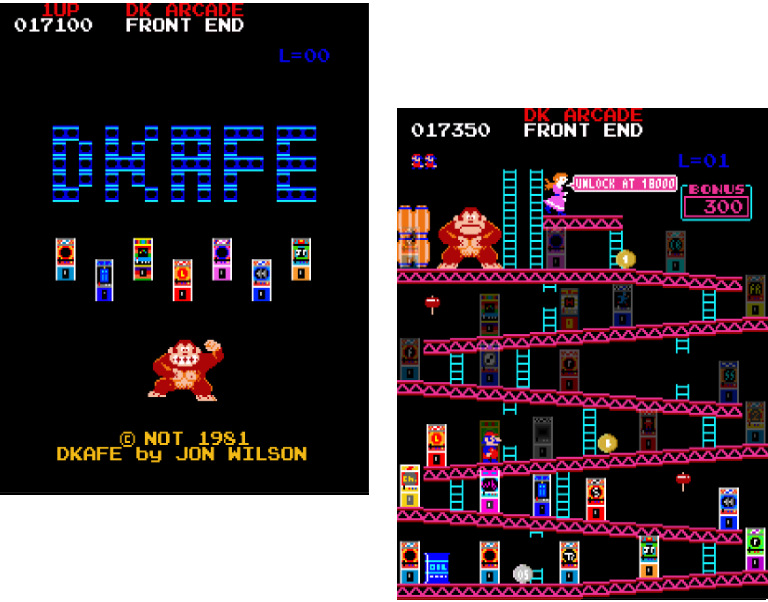 1UP DK ARCADE
017100 FRONT END
L=00
DKAFE
© NOT 1981
DKAFE by JON WILSON
DK ARCADE
017350 FRONT END
L=01
UNLOCK AT 18000
BONUS
300
OIL